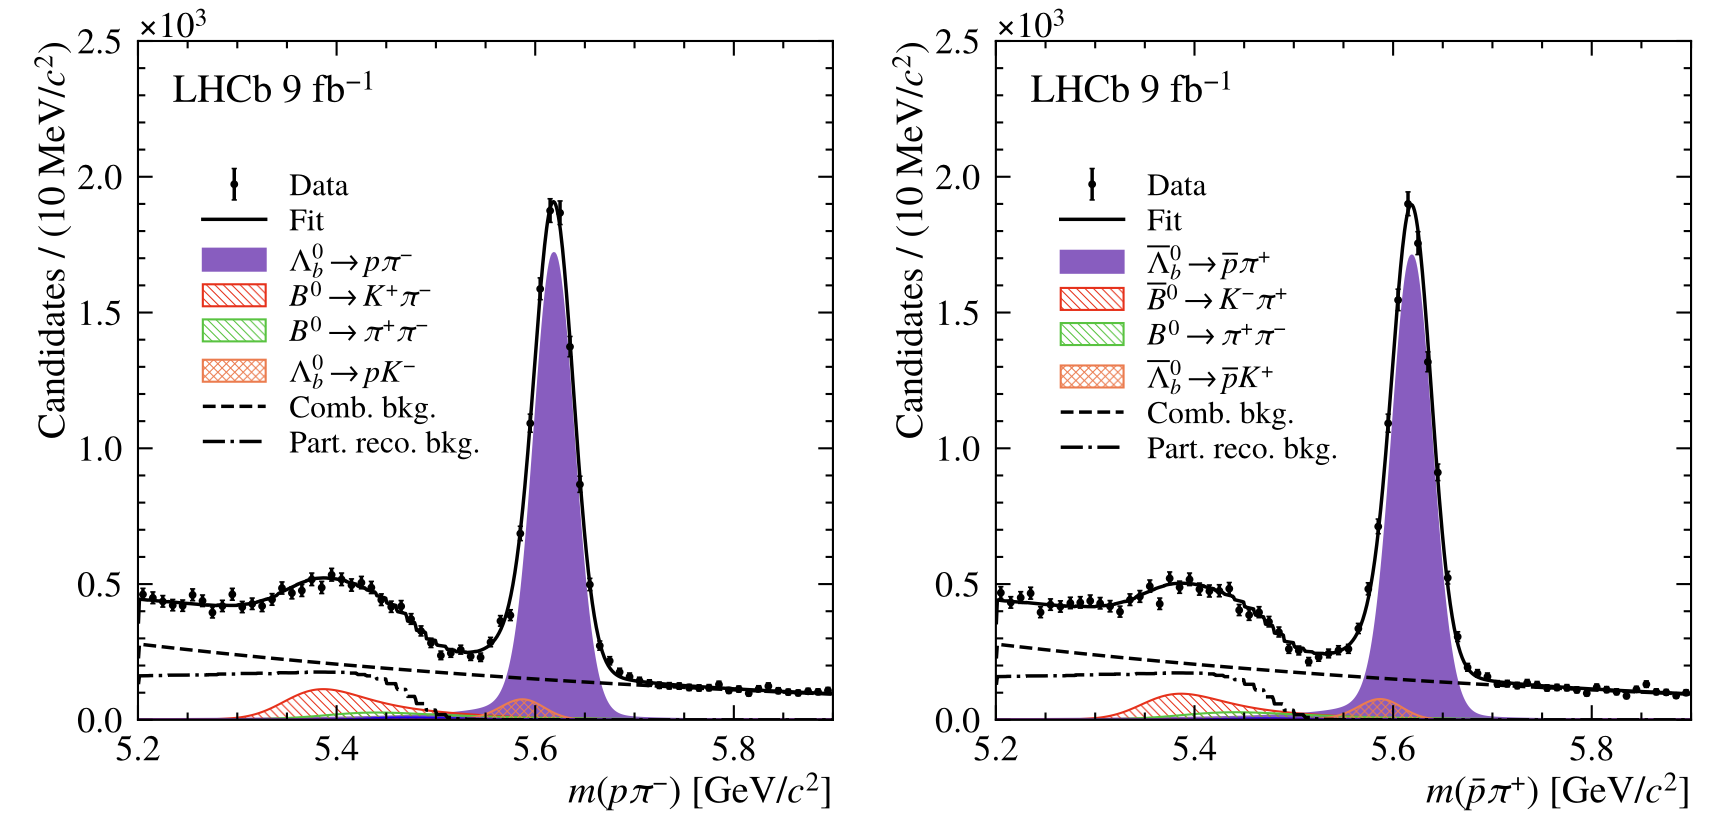 ×10³
2.5
2.0
1.5
1.0
0.5
0.0
Candidates / (10 MeV/c²)
LHCb 9 fb⁻¹
Data
Fit
Λ_b⁰ → pπ⁻
B⁰ → K⁺π⁻
B⁰ → π⁺π⁻
Λ_b⁰ → pK⁻
Comb. bkg.
Part. reco. bkg.
5.2 5.4 5.6 5.8
m(pπ⁻) [GeV/c²]
×10³
2.5
2.0
1.5
1.0
0.5
0.0
Candidates / (10 MeV/c²)
LHCb 9 fb⁻¹
Data
Fit
Λ̅_b⁰ → p̅π⁺
B̅⁰ → K⁻π⁺
B⁰ → π⁺π⁻
Λ̅_b⁰ → p̅K⁺
Comb. bkg.
Part. reco. bkg.
5.2 5.4 5.6 5.8
m(p̅π⁺) [GeV/c²]